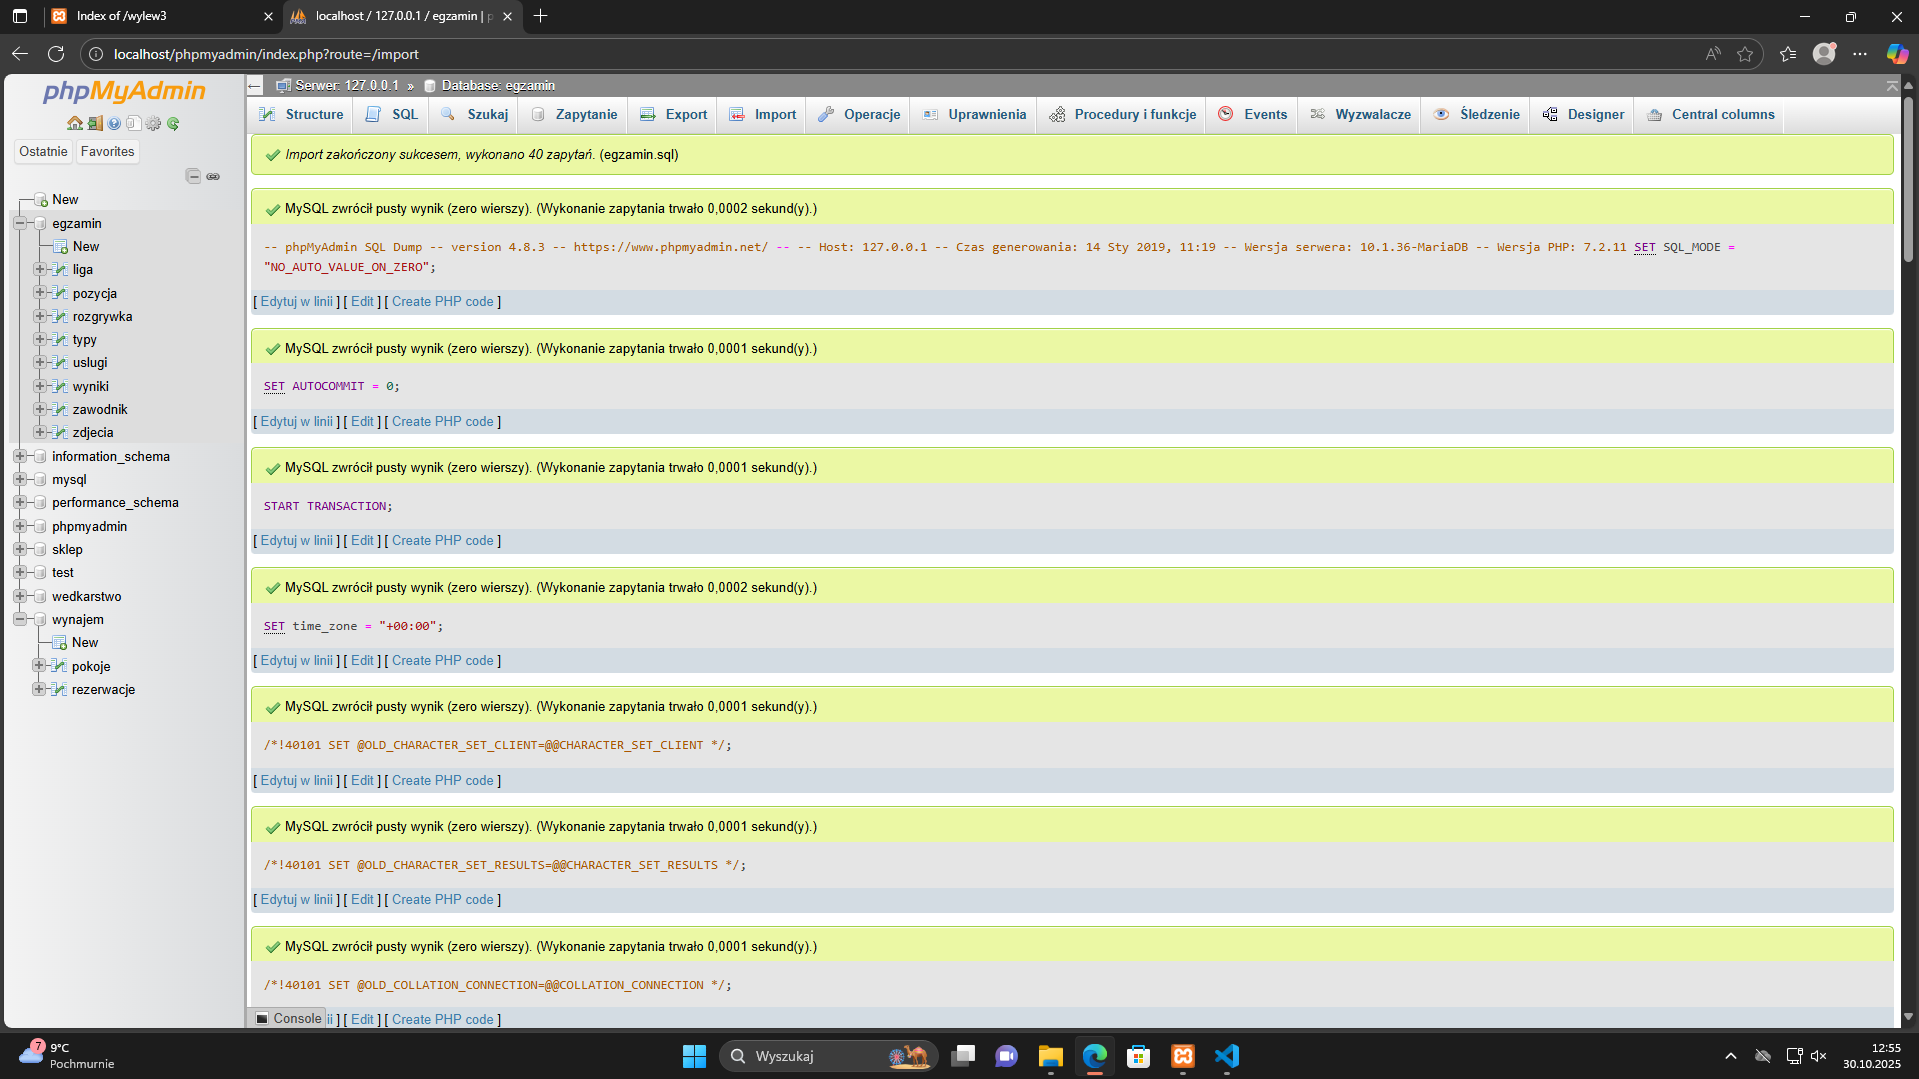 Index of /wylew3
localhost / 127.0.0.1 / egzamin | p
localhost/phpmyadmin/index.php?route=/import
phpMyAdmin
Ostatnie Favorites
New
egzamin
New
liga
pozycja
rozgrywka
typy
uslugi
wyniki
zawodnik
zdjecia
information_schema
mysql
performance_schema
phpmyadmin
sklep
test
wedkarstwo
wynajem
New
pokoje
rezerwacje
Serwer: 127.0.0.1 » Database: egzamin
Structure SQL Szukaj Zapytanie Export Import Operacje Uprawnienia Procedury i funkcje Events Wyzwalacze Śledzenie Designer Central columns
Import zakończony sukcesem, wykonano 40 zapytań. (egzamin.sql)
MySQL zwrócił pusty wynik (zero wierszy). (Wykonanie zapytania trwało 0,0002 sekund(y).)
-- phpMyAdmin SQL Dump -- version 4.8.3 -- https://www.phpmyadmin.net/ -- -- Host: 127.0.0.1 -- Czas generowania: 14 Sty 2019, 11:19 -- Wersja serwera: 10.1.36-MariaDB -- Wersja PHP: 7.2.11 SET SQL_MODE =
"NO_AUTO_VALUE_ON_ZERO";
[ Edytuj w linii ] [ Edit ] [ Create PHP code ]
MySQL zwrócił pusty wynik (zero wierszy). (Wykonanie zapytania trwało 0,0001 sekund(y).)
SET AUTOCOMMIT = 0;
[ Edytuj w linii ] [ Edit ] [ Create PHP code ]
MySQL zwrócił pusty wynik (zero wierszy). (Wykonanie zapytania trwało 0,0001 sekund(y).)
START TRANSACTION;
[ Edytuj w linii ] [ Edit ] [ Create PHP code ]
MySQL zwrócił pusty wynik (zero wierszy). (Wykonanie zapytania trwało 0,0002 sekund(y).)
SET time_zone = "+00:00";
[ Edytuj w linii ] [ Edit ] [ Create PHP code ]
MySQL zwrócił pusty wynik (zero wierszy). (Wykonanie zapytania trwało 0,0001 sekund(y).)
/*!40101 SET @OLD_CHARACTER_SET_CLIENT=@@CHARACTER_SET_CLIENT */;
[ Edytuj w linii ] [ Edit ] [ Create PHP code ]
MySQL zwrócił pusty wynik (zero wierszy). (Wykonanie zapytania trwało 0,0001 sekund(y).)
/*!40101 SET @OLD_CHARACTER_SET_RESULTS=@@CHARACTER_SET_RESULTS */;
[ Edytuj w linii ] [ Edit ] [ Create PHP code ]
MySQL zwrócił pusty wynik (zero wierszy). (Wykonanie zapytania trwało 0,0001 sekund(y).)
/*!40101 SET @OLD_COLLATION_CONNECTION=@@COLLATION_CONNECTION */;
Console ii ] [ Edit ] [ Create PHP code ]
7
9°C
Pochmurnie
Wyszukaj
12:55
30.10.2025